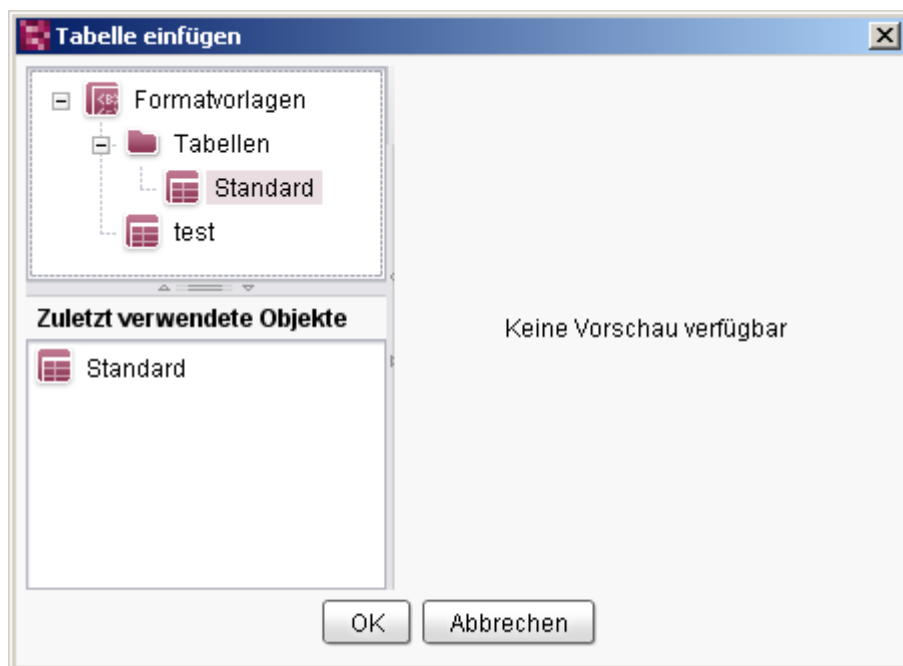 Tabelle einfügen
Formatvorlagen
Tabellen
Standard
test
Zuletzt verwendete Objekte
Standard
Keine Vorschau verfügbar
OK
Abbrechen